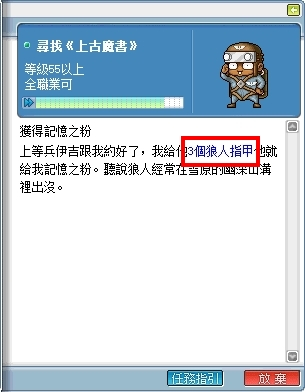 尋找《上古魔書》
等級55以上
全職業可
獲得記憶之粉
上等兵伊吉跟我約好了，我給他3個狼人指甲他就
給我記憶之粉。聽說狼人經常在雪原的幽深山溝
裡出沒。
任務指引
放棄